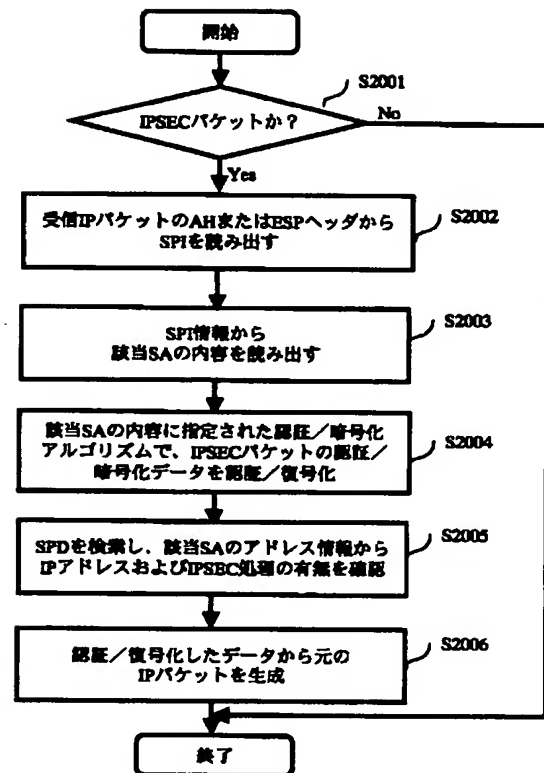 開始
S2001
IPSECパケットか？
No
Yes
受信IPパケットのAHまたはESPヘッダから
SPIを読み出す
S2002
SPI情報から
該当SAの内容を読み出す
S2003
該当SAの内容に指定された認証／暗号化
アルゴリズムで、IPSECパケットの認証／
暗号化データを認証／復号化
S2004
SPDを検索し、該当SAのアドレス情報から
IPアドレスおよびIPSEC処理の有無を確認
S2005
認証／復号化したデータから元の
IPパケットを生成
S2006
終了